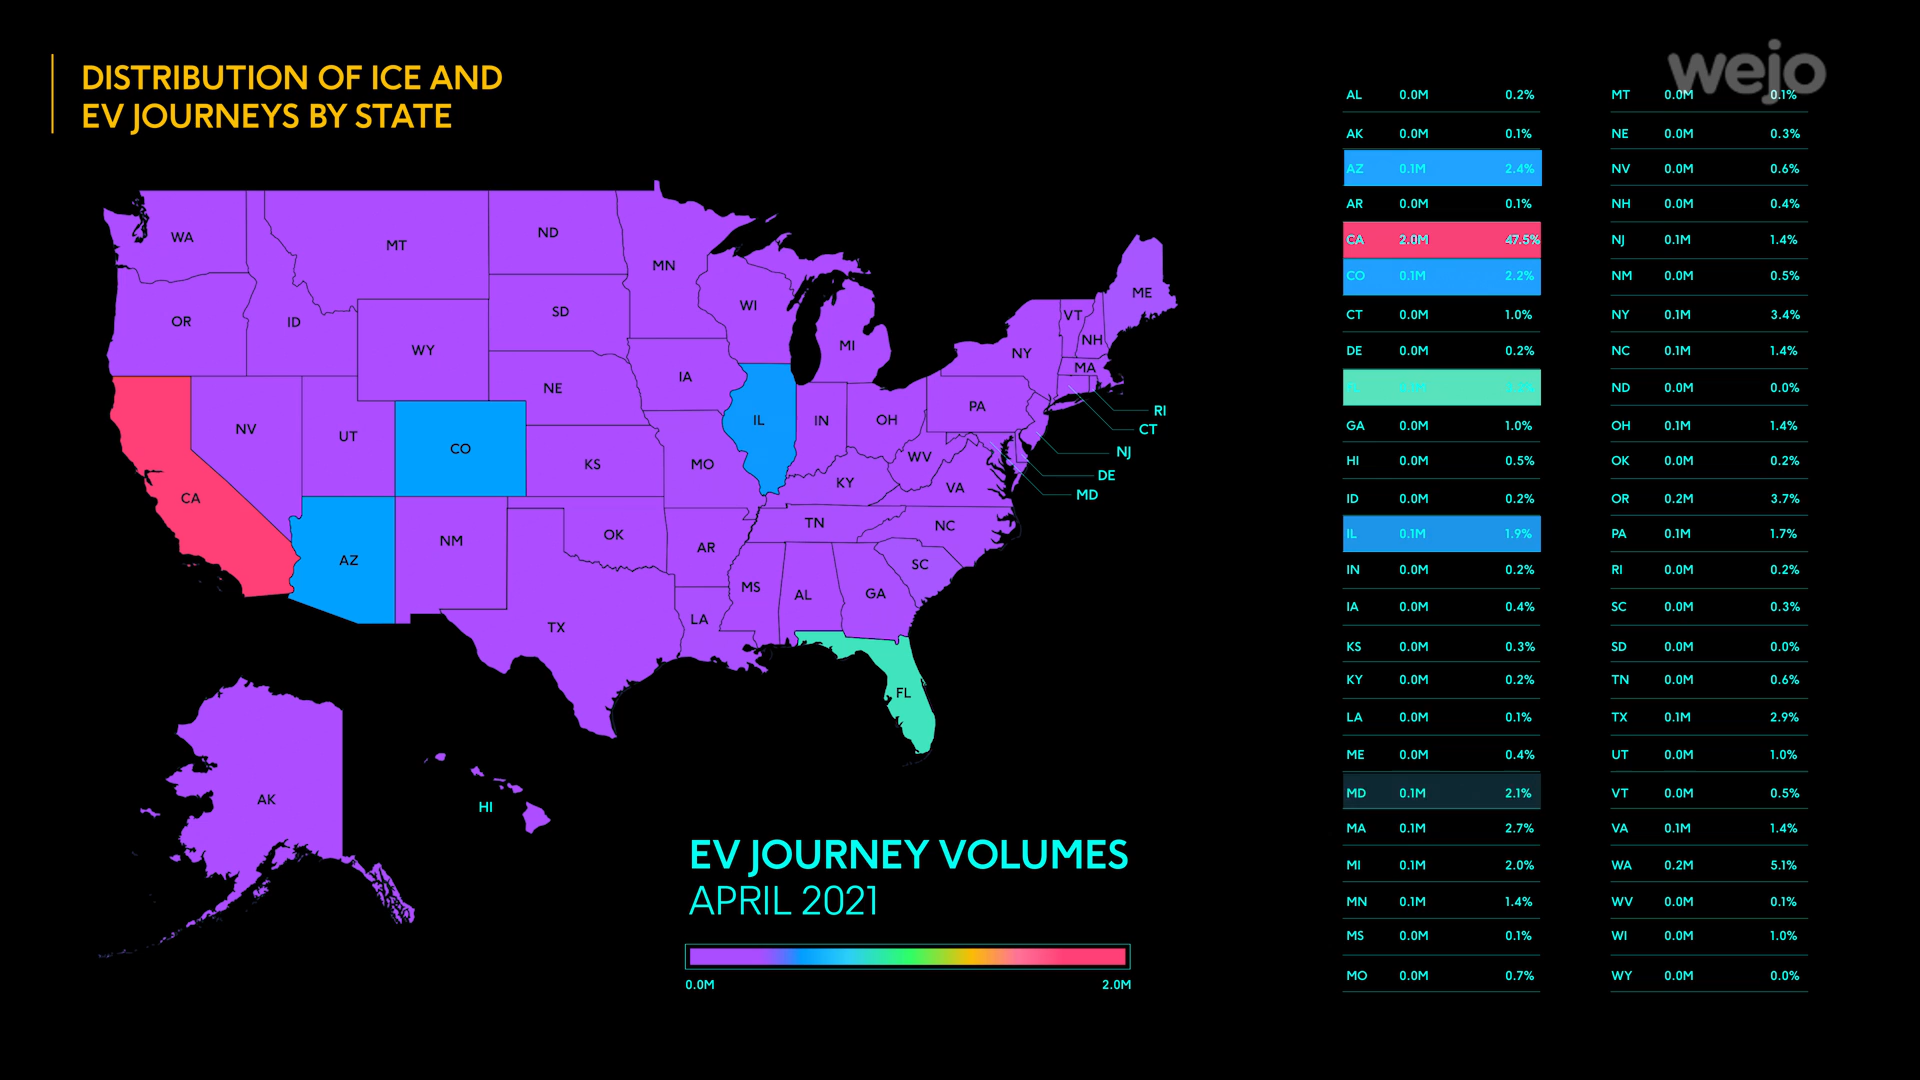 DISTRIBUTION OF ICE AND
EV JOURNEYS BY STATE
wejo
WA
MT
ND
MN
OR
ID
SD
WI
WY
MI
ME
VT
NH
NY
MA
NE
IA
PA
NV
UT
CO
KS
MO
IL
IN
OH
WV
KY
VA
RI
CT
NJ
DE
MD
CA
AZ
NM
OK
AR
TN
NC
SC
MS
AL
GA
TX
LA
FL
AK
HI
EV JOURNEY VOLUMES
APRIL 2021
0.0M 2.0M
AL 0.0M 0.2%
AK 0.0M 0.1%
AZ 0.1M 2.4%
AR 0.0M 0.1%
CA 2.0M 47.5%
CO 0.1M 2.2%
CT 0.0M 1.0%
DE 0.0M 0.2%
GA 0.0M 1.0%
HI 0.0M 0.5%
ID 0.0M 0.2%
IL 0.1M 1.9%
IN 0.0M 0.2%
IA 0.0M 0.4%
KS 0.0M 0.3%
KY 0.0M 0.2%
LA 0.0M 0.1%
ME 0.0M 0.4%
MD 0.1M 2.1%
MA 0.1M 2.7%
MI 0.1M 2.0%
MN 0.1M 1.4%
MS 0.0M 0.1%
MO 0.0M 0.7%
MT 0.0M 0.1%
NE 0.0M 0.3%
NV 0.0M 0.6%
NH 0.0M 0.4%
NJ 0.1M 1.4%
NM 0.0M 0.5%
NY 0.1M 3.4%
NC 0.1M 1.4%
ND 0.0M 0.0%
OH 0.1M 1.4%
OK 0.0M 0.2%
OR 0.2M 3.7%
PA 0.1M 1.7%
RI 0.0M 0.2%
SC 0.0M 0.3%
SD 0.0M 0.0%
TN 0.0M 0.6%
TX 0.1M 2.9%
UT 0.0M 1.0%
VT 0.0M 0.5%
VA 0.1M 1.4%
WA 0.2M 5.1%
WV 0.0M 0.1%
WI 0.0M 1.0%
WY 0.0M 0.0%